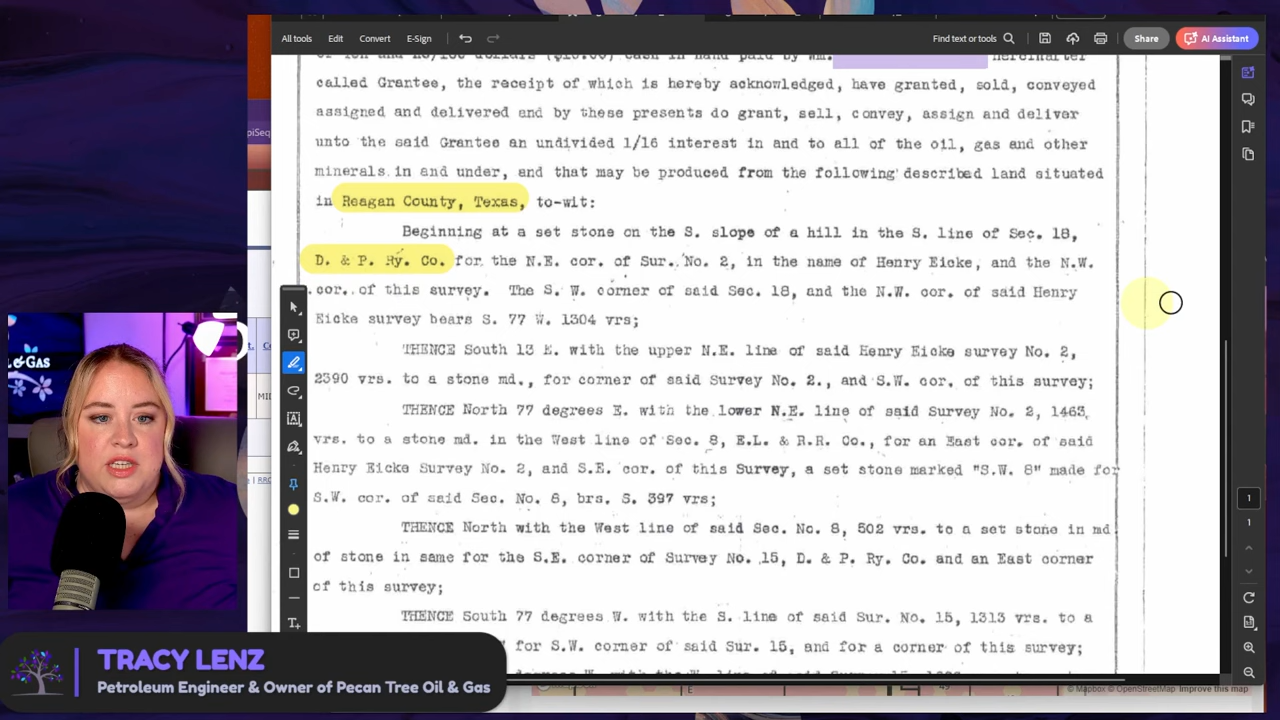 All tools Edit Convert E-Sign Find text or tools Share AI Assistant
called Grantee, the receipt of which is hereby acknowledged, have granted, sold, conveyed
assigned and delivered and by these presents do grant, sell, convey, assign and deliver
unto the said Grantee an undivided 1/16 interest in and to all of the oil, gas and other
minerals in and under, and that may be produced from the following described land situated
in Reagan County, Texas, to-wit:
Beginning at a set stone on the S. slope of a hill in the S. line of Sec. 18,
D. & P. Ry. Co. for the N.E. cor. of Sur. No. 2, in the name of Henry Eicke, and the N.W.
cor. of this survey. The S. W. corner of said Sec. 18, and the N.W. cor. of said Henry
Eicke survey bears S. 77 W. 1304 vrs;
THENCE South 13 E. with the upper N.E. line of said Henry Eicke survey No. 2,
2390 vrs. to a stone md., for corner of said Survey No. 2., and S.W. cor. of this survey;
THENCE North 77 degrees E. with the lower N.E. line of said Survey No. 2, 1463
vrs. to a stone md. in the West line of Sec. 8, E.L. & R.R. Co., for an East cor. of said
Henry Eicke Survey No. 2, and S.E. cor. of this Survey, a set stone marked "S.W. 8" made for
S.W. cor. of said Sec. No. 8, brs. S. 397 vrs;
THENCE North with the West line of said Sec. No. 8, 502 vrs. to a set stone in md
of stone in same for the S.E. corner of Survey No. 15, D. & P. Ry. Co. and an East corner
of this survey;
THENCE South 77 degrees W. with the S. line of said Sur. No. 15, 1313 vrs. to a
for S.W. corner of said Sur. 15, and for a corner of this survey;
1
1
& GAS
TRACY LENZ
Petroleum Engineer & Owner of Pecan Tree Oil & Gas
© Mapbox © OpenStreetMap Improve this map